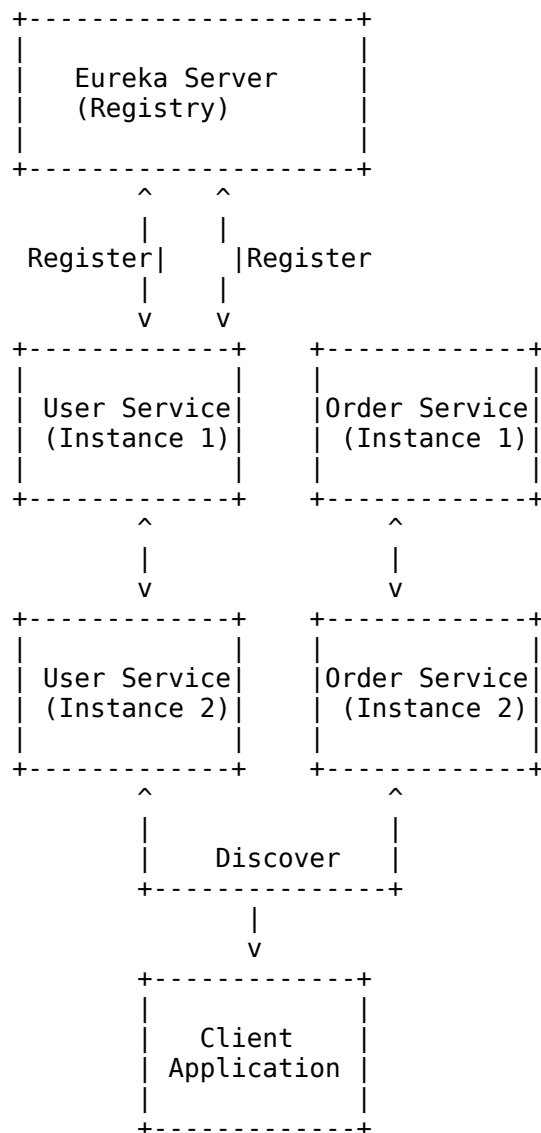 Eureka Server
(Registry)
Register Register
User Service Order Service
(Instance 1) (Instance 1)
User Service Order Service
(Instance 2) (Instance 2)
Discover
Client
Application